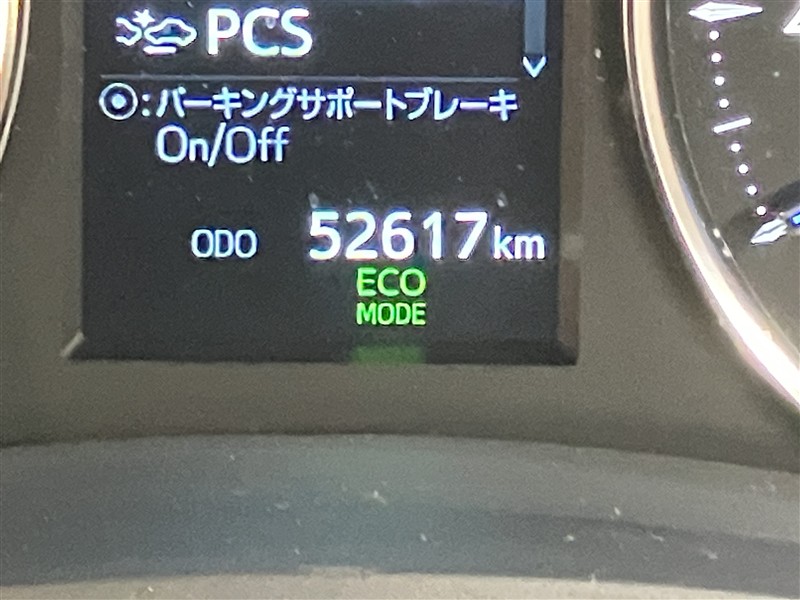 PCS
:パーキングサポートブレーキ
On/Off
ODO 52617km
ECO
MODE